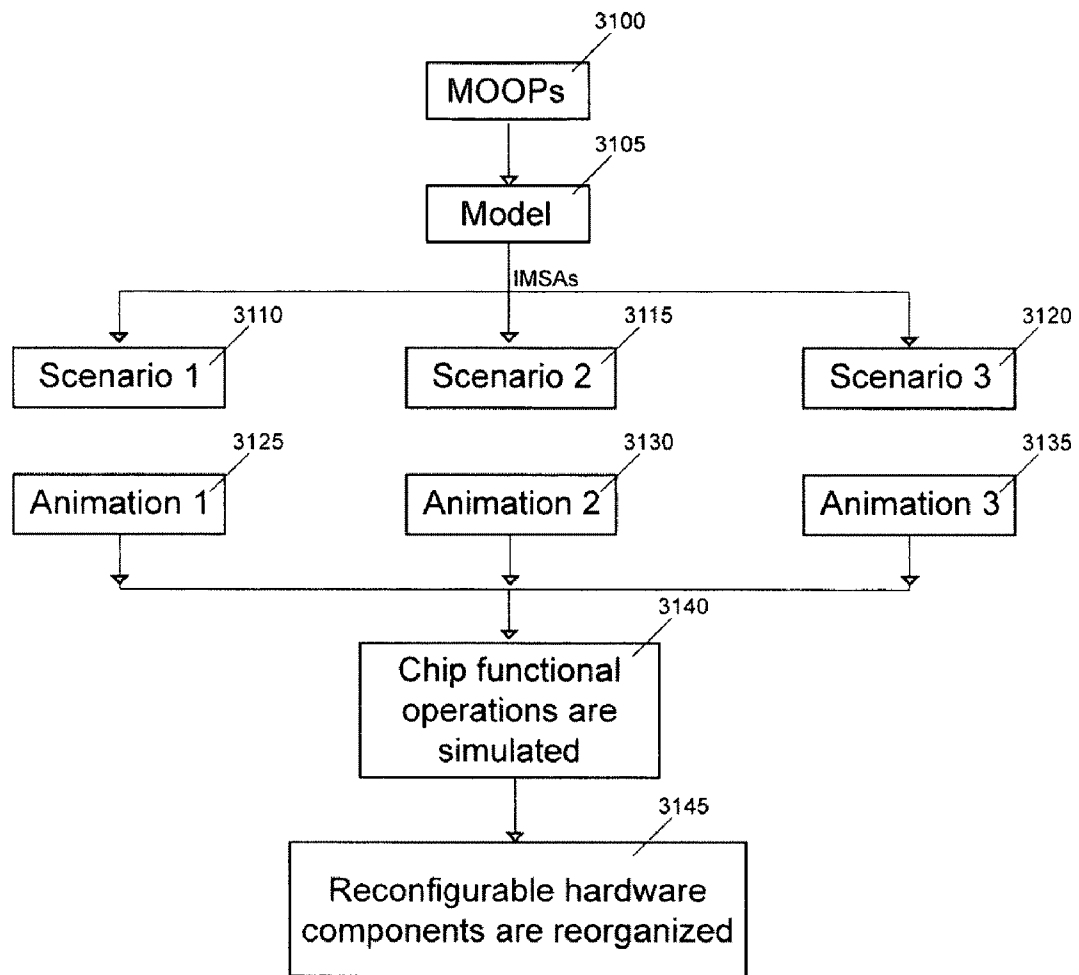 3100
MOOPs
3105
Model
IMSAs
3110
3115
3120
Scenario 1
Scenario 2
Scenario 3
3125
3130
3135
Animation 1
Animation 2
Animation 3
3140
Chip functional
operations are
simulated
3145
Reconfigurable hardware
components are reorganized